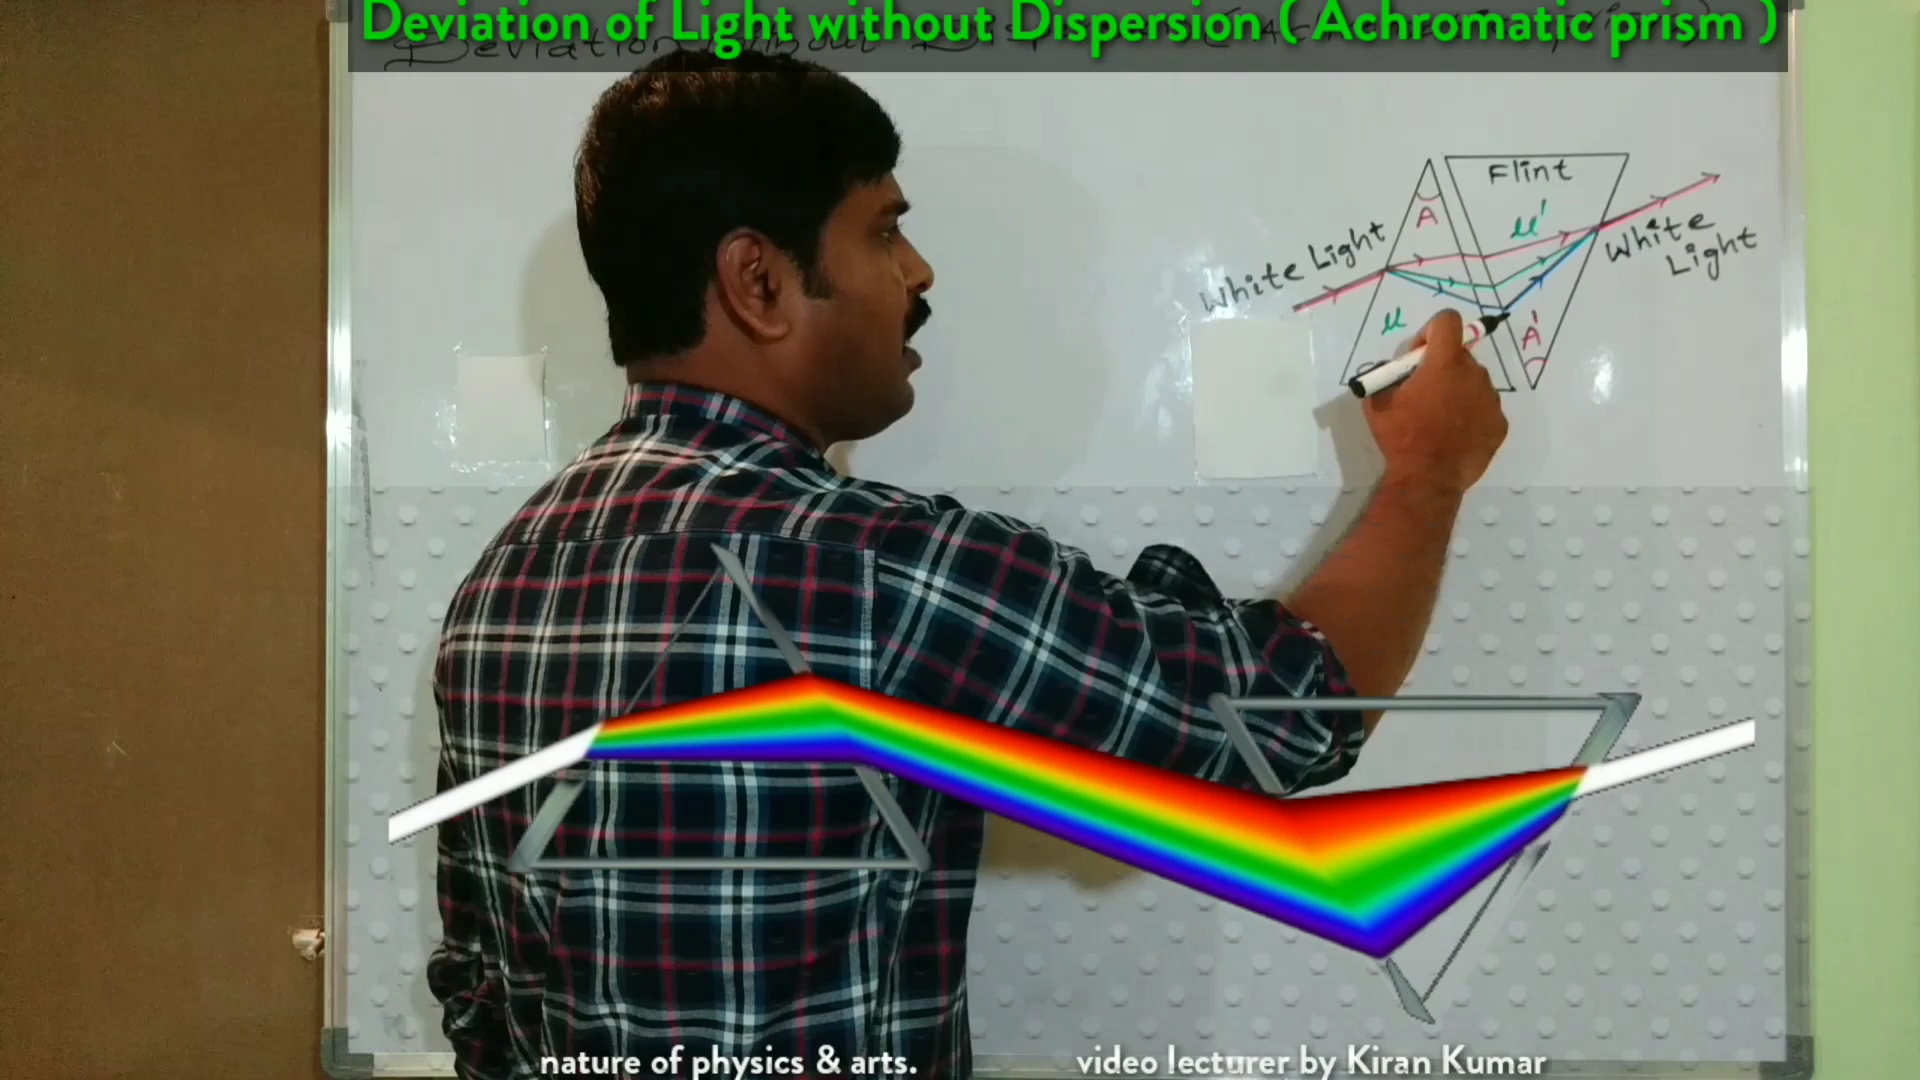 Deviation of Light without Dispersion ( Achromatic prism )
Deviation
Flint
A
µ'
White Light
White
Light
µ
A'
nature of physics & arts.
video lecturer by Kiran Kumar